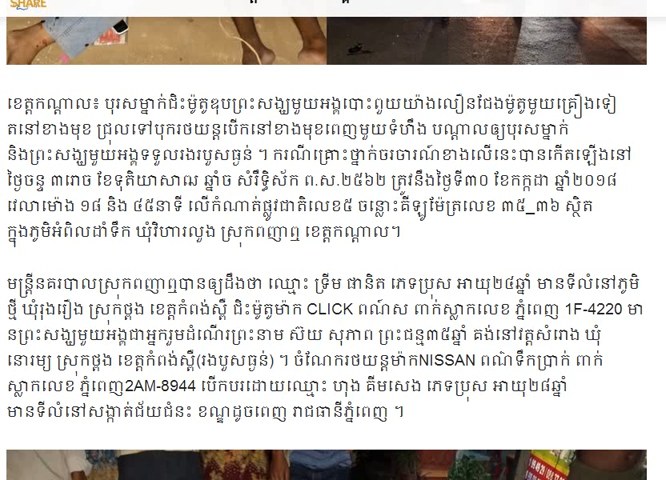 SHARE
ខេត្តកណ្ដាល៖ បុរសម្នាក់ជិះម៉ូតូឌុបព្រះសង្ឃមួយអង្គបោះពួយយ៉ាងលឿនជែងម៉ូតូមួយគ្រឿងទៀ
តនៅខាងមុខ ជ្រុលទៅបុករថយន្តបើកនៅខាងមុខពេញមួយទំហឹង បណ្ដាលឲ្យបុរសម្នាក់
និងព្រះសង្ឃមួយអង្គទទួលរងរបួសធ្ងន់ ។ ករណីគ្រោះថ្នាក់ចរចារណ៍ខាងលើនេះបានកើតឡើងនៅ
ថ្ងៃចន្ទ ៣រោច ខែទុតិយាសាឍ ឆ្នាំច សំរឹទ្ធិស័ក ព.ស.២៥៦២ ត្រូវនឹងថ្ងៃទី៣០ ខែកក្កដា ឆ្នាំ២០១៨
វេលាម៉ោង ១៨ និង ៤៥នាទី លើកំណាត់ផ្លូវជាតិលេខ៥ ចន្លោះគីឡូម៉ែត្រលេខ ៣៥_៣៦ ស្ថិត
ក្នុងភូមិអំពិលដាំទឹក ឃុំវិហារលួង ស្រុកពញាឮ ខេត្តកណ្ដាល។
មន្ត្រីនគរបាលស្រុកពញាឮបានឲ្យដឹងថា ឈ្មោះ ទ្រីម ផានិត ភេទប្រុស អាយុ២៤ឆ្នាំ មានទីលំនៅភូមិ
ថ្មី ឃុំរុងរឿង ស្រុកថ្ពង ខេត្តកំពង់ស្ពឺ ជិះម៉ូតូម៉ាក CLICK ពណ៍ស ពាក់ស្លាកលេខ ភ្នំពេញ 1F-4220 មា
នព្រះសង្ឃមួយអង្គជាអ្នករួមដំណើរព្រះនាម ស៊យ សុភាព ព្រះជន្ម៣៥ឆ្នាំ គង់នៅវត្តសំរោង ឃុំ
នោរម្យ ស្រុកថ្ពង ខេត្តកំពង់ស្ពឺ(រងបួសធ្ងន់) ។ ចំណែករថយន្តម៉ាកNISSAN ពណ៌ទឹកប្រាក់ ពាក់
ស្លាកលេខ ភ្នំពេញ2AM-8944 បើកបរដោយឈ្មោះ ហុង គីមសេង ភេទប្រុស អាយុ២៨ឆ្នាំ
មានទីលំនៅសង្កាត់ជ័យជំនះ ខណ្ឌដូចពេញ រាជធានីភ្នំពេញ ។